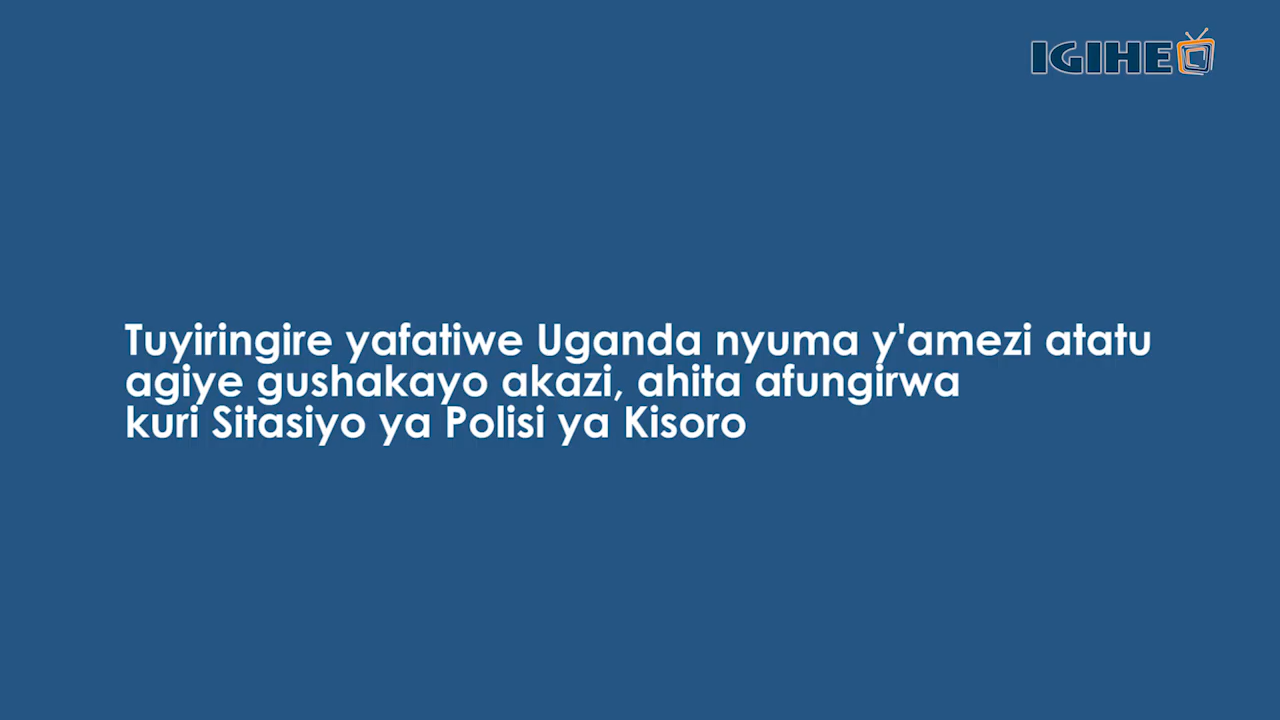 IGIHE
Tuyiringire yafatiwe Uganda nyuma y'amezi atatu
agiye gushakayo akazi, ahita afungirwa
kuri Sitasiyo ya Polisi ya Kisoro